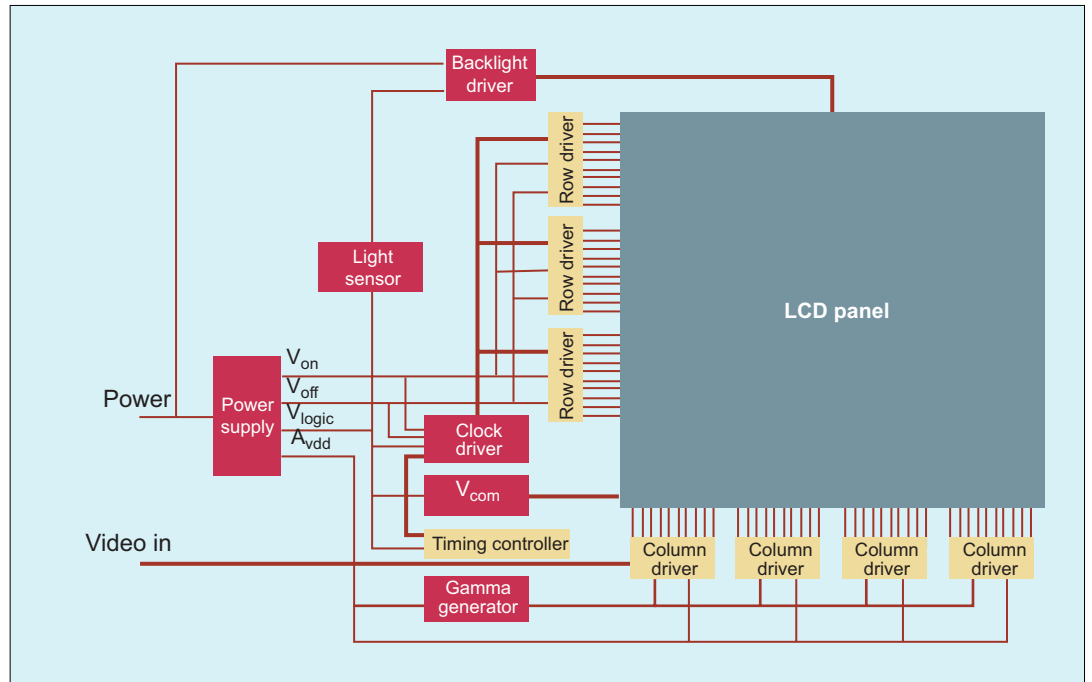 Backlight
driver
Row driver
Row driver
Row driver
Light
sensor
LCD panel
Power
Power
supply
Von
Voff
Vlogic
Avdd
Clock
driver
Vcom
Timing controller
Video in
Column
driver
Column
driver
Column
driver
Column
driver
Gamma
generator